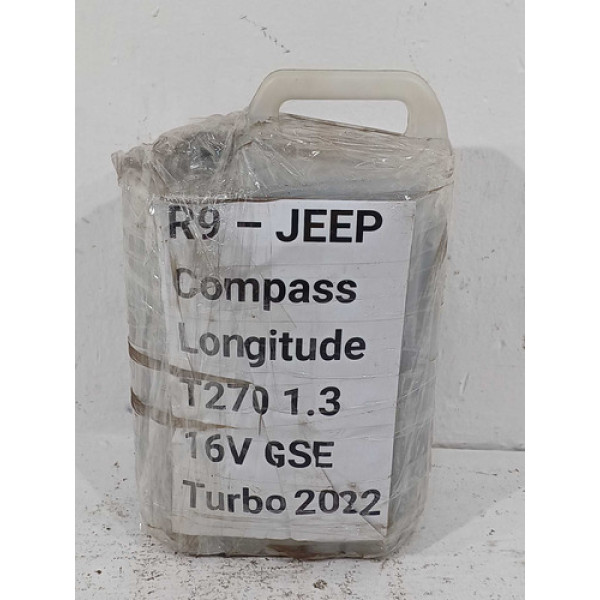 R9 – JEEP
Compass
Longitude
T270 1.3
16V GSE
Turbo 2022